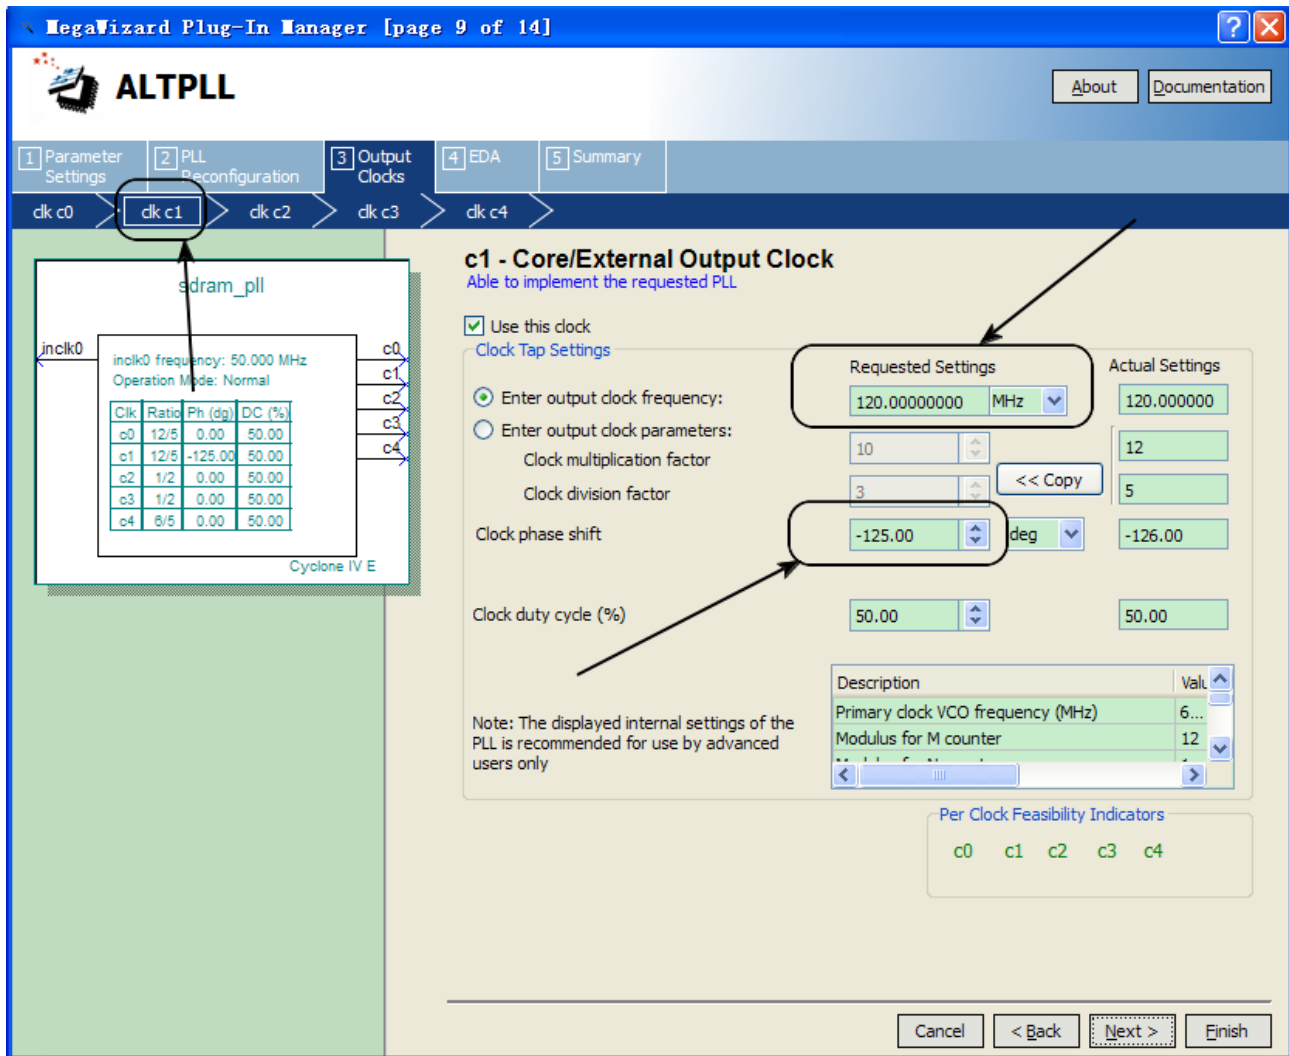 MegaWizard Plug-In Manager [page 9 of 14]
ALTPLL
About
Documentation
1 Parameter Settings
2 PLL Reconfiguration
3 Output Clocks
4 EDA
5 Summary
clk c0
clk c1
clk c2
clk c3
clk c4
sdram_pll
inclk0
inclk0 frequency: 50.000 MHz
Operation Mode: Normal
Clk Ratio Ph (dg) DC (%)
c0 12/5 0.00 50.00
c1 12/5 -125.00 50.00
c2 1/2 0.00 50.00
c3 1/2 0.00 50.00
c4 6/5 0.00 50.00
c0
c1
c2
c3
c4
Cyclone IV E
c1 - Core/External Output Clock
Able to implement the requested PLL
Use this clock
Clock Tap Settings
Requested Settings
Actual Settings
Enter output clock frequency:
120.00000000
MHz
120.000000
Enter output clock parameters:
Clock multiplication factor
10
12
<< Copy
Clock division factor
3
5
Clock phase shift
-125.00
deg
-126.00
Clock duty cycle (%)
50.00
50.00
Note: The displayed internal settings of the
PLL is recommended for use by advanced
users only
Description
Primary clock VCO frequency (MHz) 6...
Modulus for M counter 12
Per Clock Feasibility Indicators
c0 c1 c2 c3 c4
Cancel
< Back
Next >
Finish